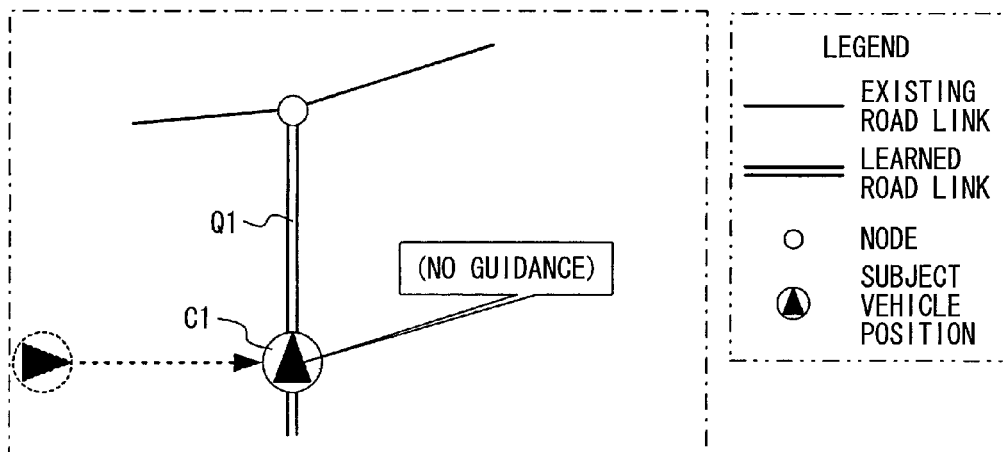 Q1
(NO GUIDANCE)
C1
LEGEND
EXISTING
ROAD LINK
LEARNED
ROAD LINK
NODE
SUBJECT
VEHICLE
POSITION